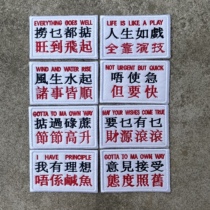 EVERYTHING GOES WELL
撈乜都掂
旺到飛起
LIFE IS LIKE A PLAY
人生如戲
全靠演技
WIND AND WATER RISE
風生水起
諸事皆順
NOT URGENT BUT QUICK
唔使急
但要快
GOTTA TO MA OWN WAY
掂過碌蔗
節節高升
MAY YOUR WISHES COME TRUE
要乜有乜
財源滾滾
I HAVE PRINCIPLE
我有理想
唔係鹹魚
GOTTA TO MA OWN WAY
意見接受
態度照舊